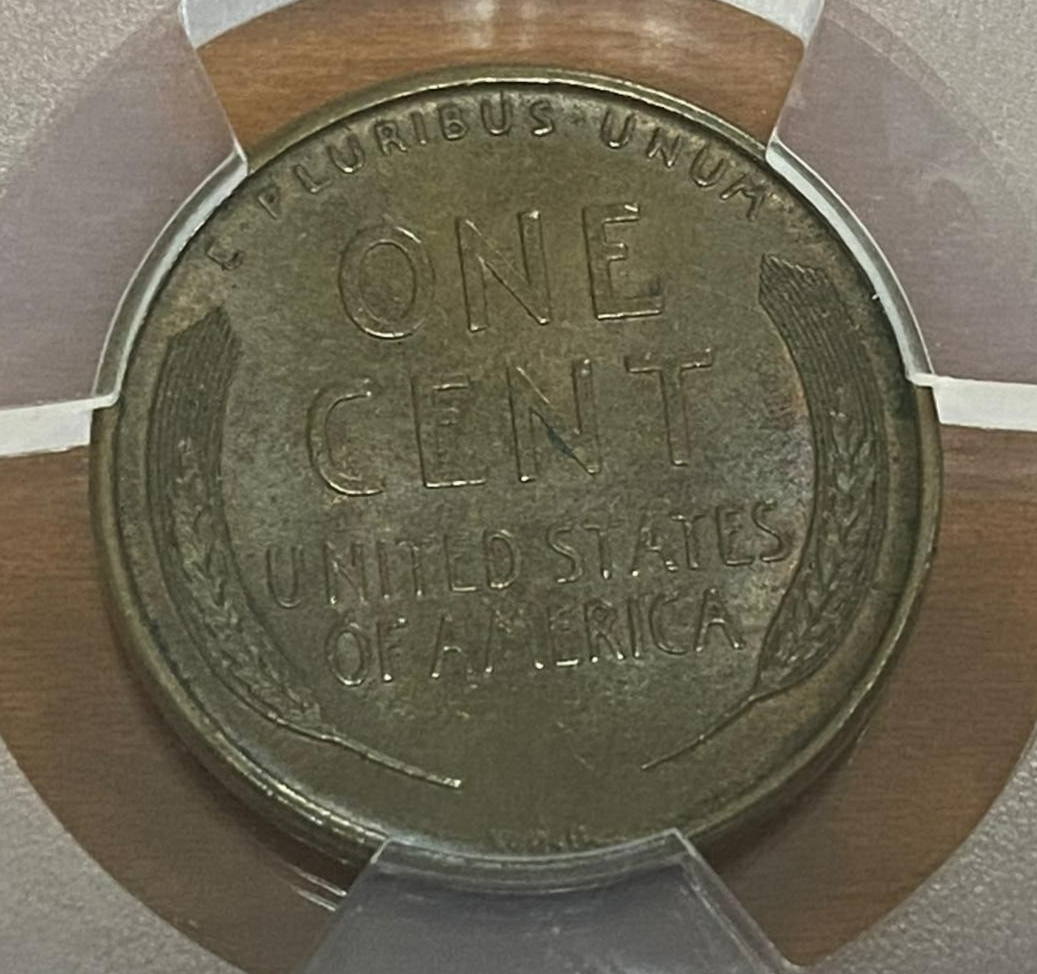 E PLURIBUS·UNUM
ONE
CENT
UNITED STATES
OF AMERICA